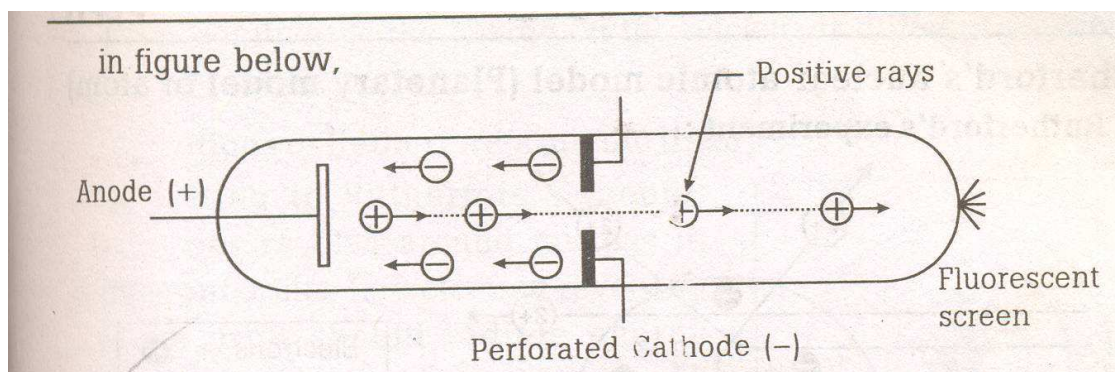 in figure below,
Positive rays
Anode (+)
Fluorescent
screen
Perforated Cathode (–)